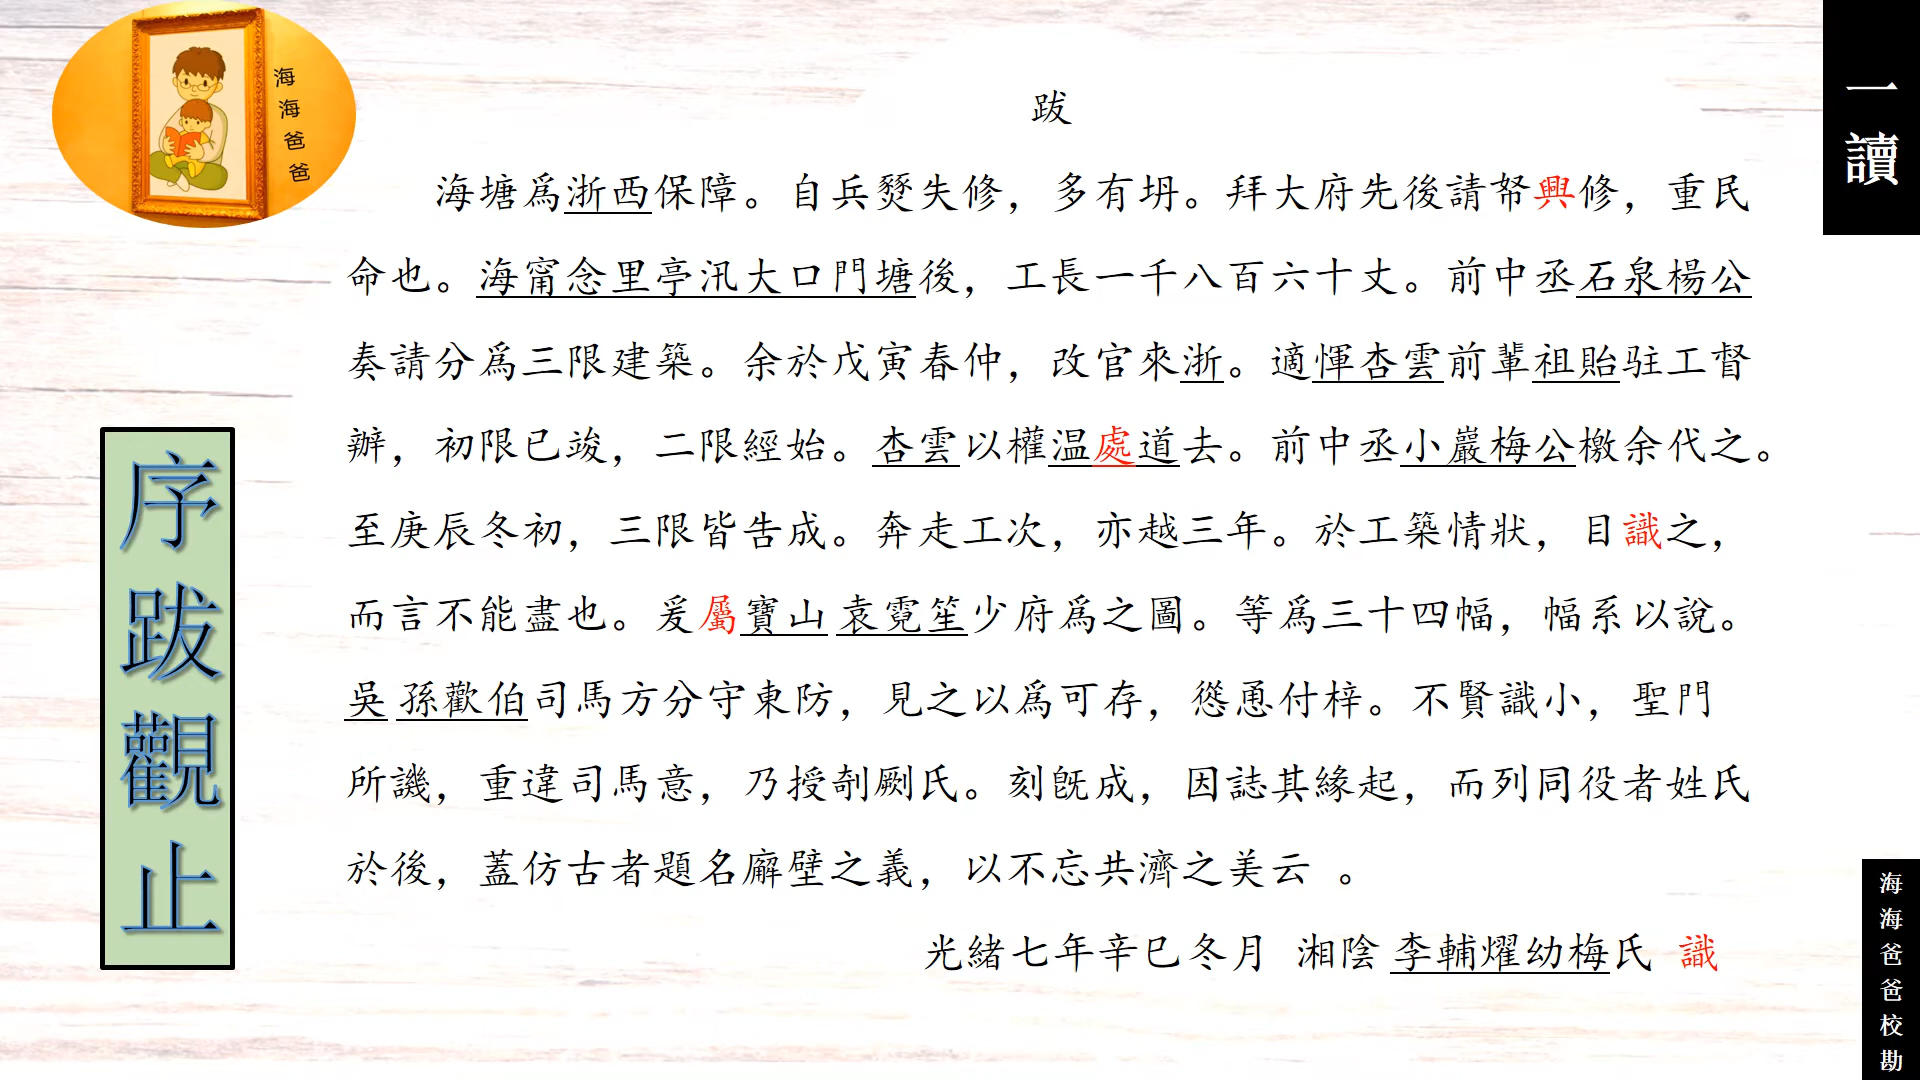 海海爸爸
一讀
跋
海塘爲浙西保障。自兵燹失修，多有坍。拜大府先後請帑興修，重民
命也。海甯念里亭汛大口門塘後，工長一千八百六十丈。前中丞石泉楊公
奏請分爲三限建築。余於戊寅春仲，改官來浙。適惲杏雲前輩祖貽駐工督
辦，初限已竣，二限經始。杏雲以權温處道去。前中丞小巖梅公檄余代之。
至庚辰冬初，三限皆告成。奔走工次，亦越三年。於工築情狀，目識之，
而言不能盡也。爰屬寶山 袁霓笙少府爲之圖。等爲三十四幅，幅系以說。
吳 孫歡伯司馬方分守東防，見之以爲可存，慫恿付梓。不賢識小，聖門
所譏，重違司馬意，乃授剞劂氏。刻旣成，因誌其緣起，而列同役者姓氏
於後，蓋仿古者題名廨壁之義，以不忘共濟之美云 。
光緒七年辛巳冬月 湘陰 李輔燿幼梅氏 識
序跋觀止
海海爸爸校勘